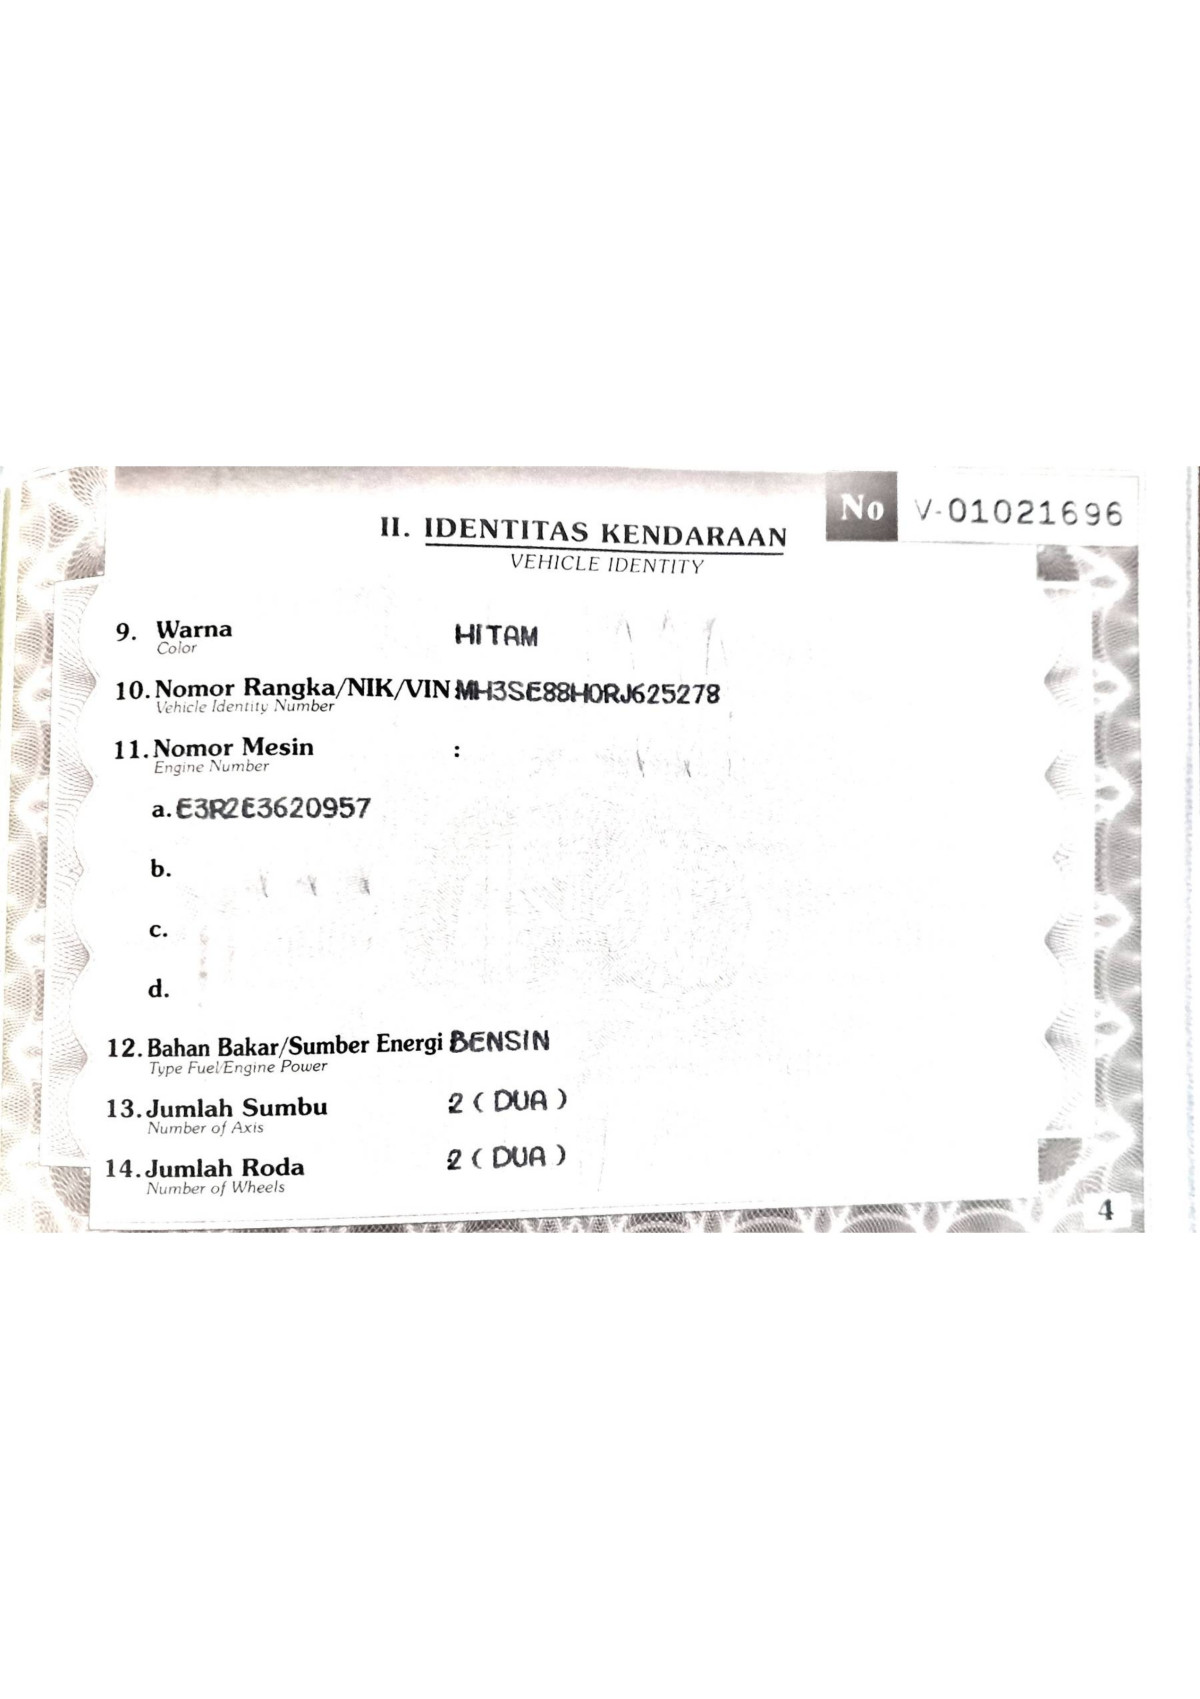 No V-01021696
II. IDENTITAS KENDARAAN
VEHICLE IDENTITY
9. Warna HITAM
Color
10. Nomor Rangka/NIK/VIN MH3SE88H0RJ625278
Vehicle Identity Number
11. Nomor Mesin :
Engine Number
a. E3R2E3620957
b.
c.
d.
12. Bahan Bakar/Sumber Energi BENSIN
Type Fuel/Engine Power
13. Jumlah Sumbu 2 ( DUA )
Number of Axis
14. Jumlah Roda 2 ( DUA )
Number of Wheels
4